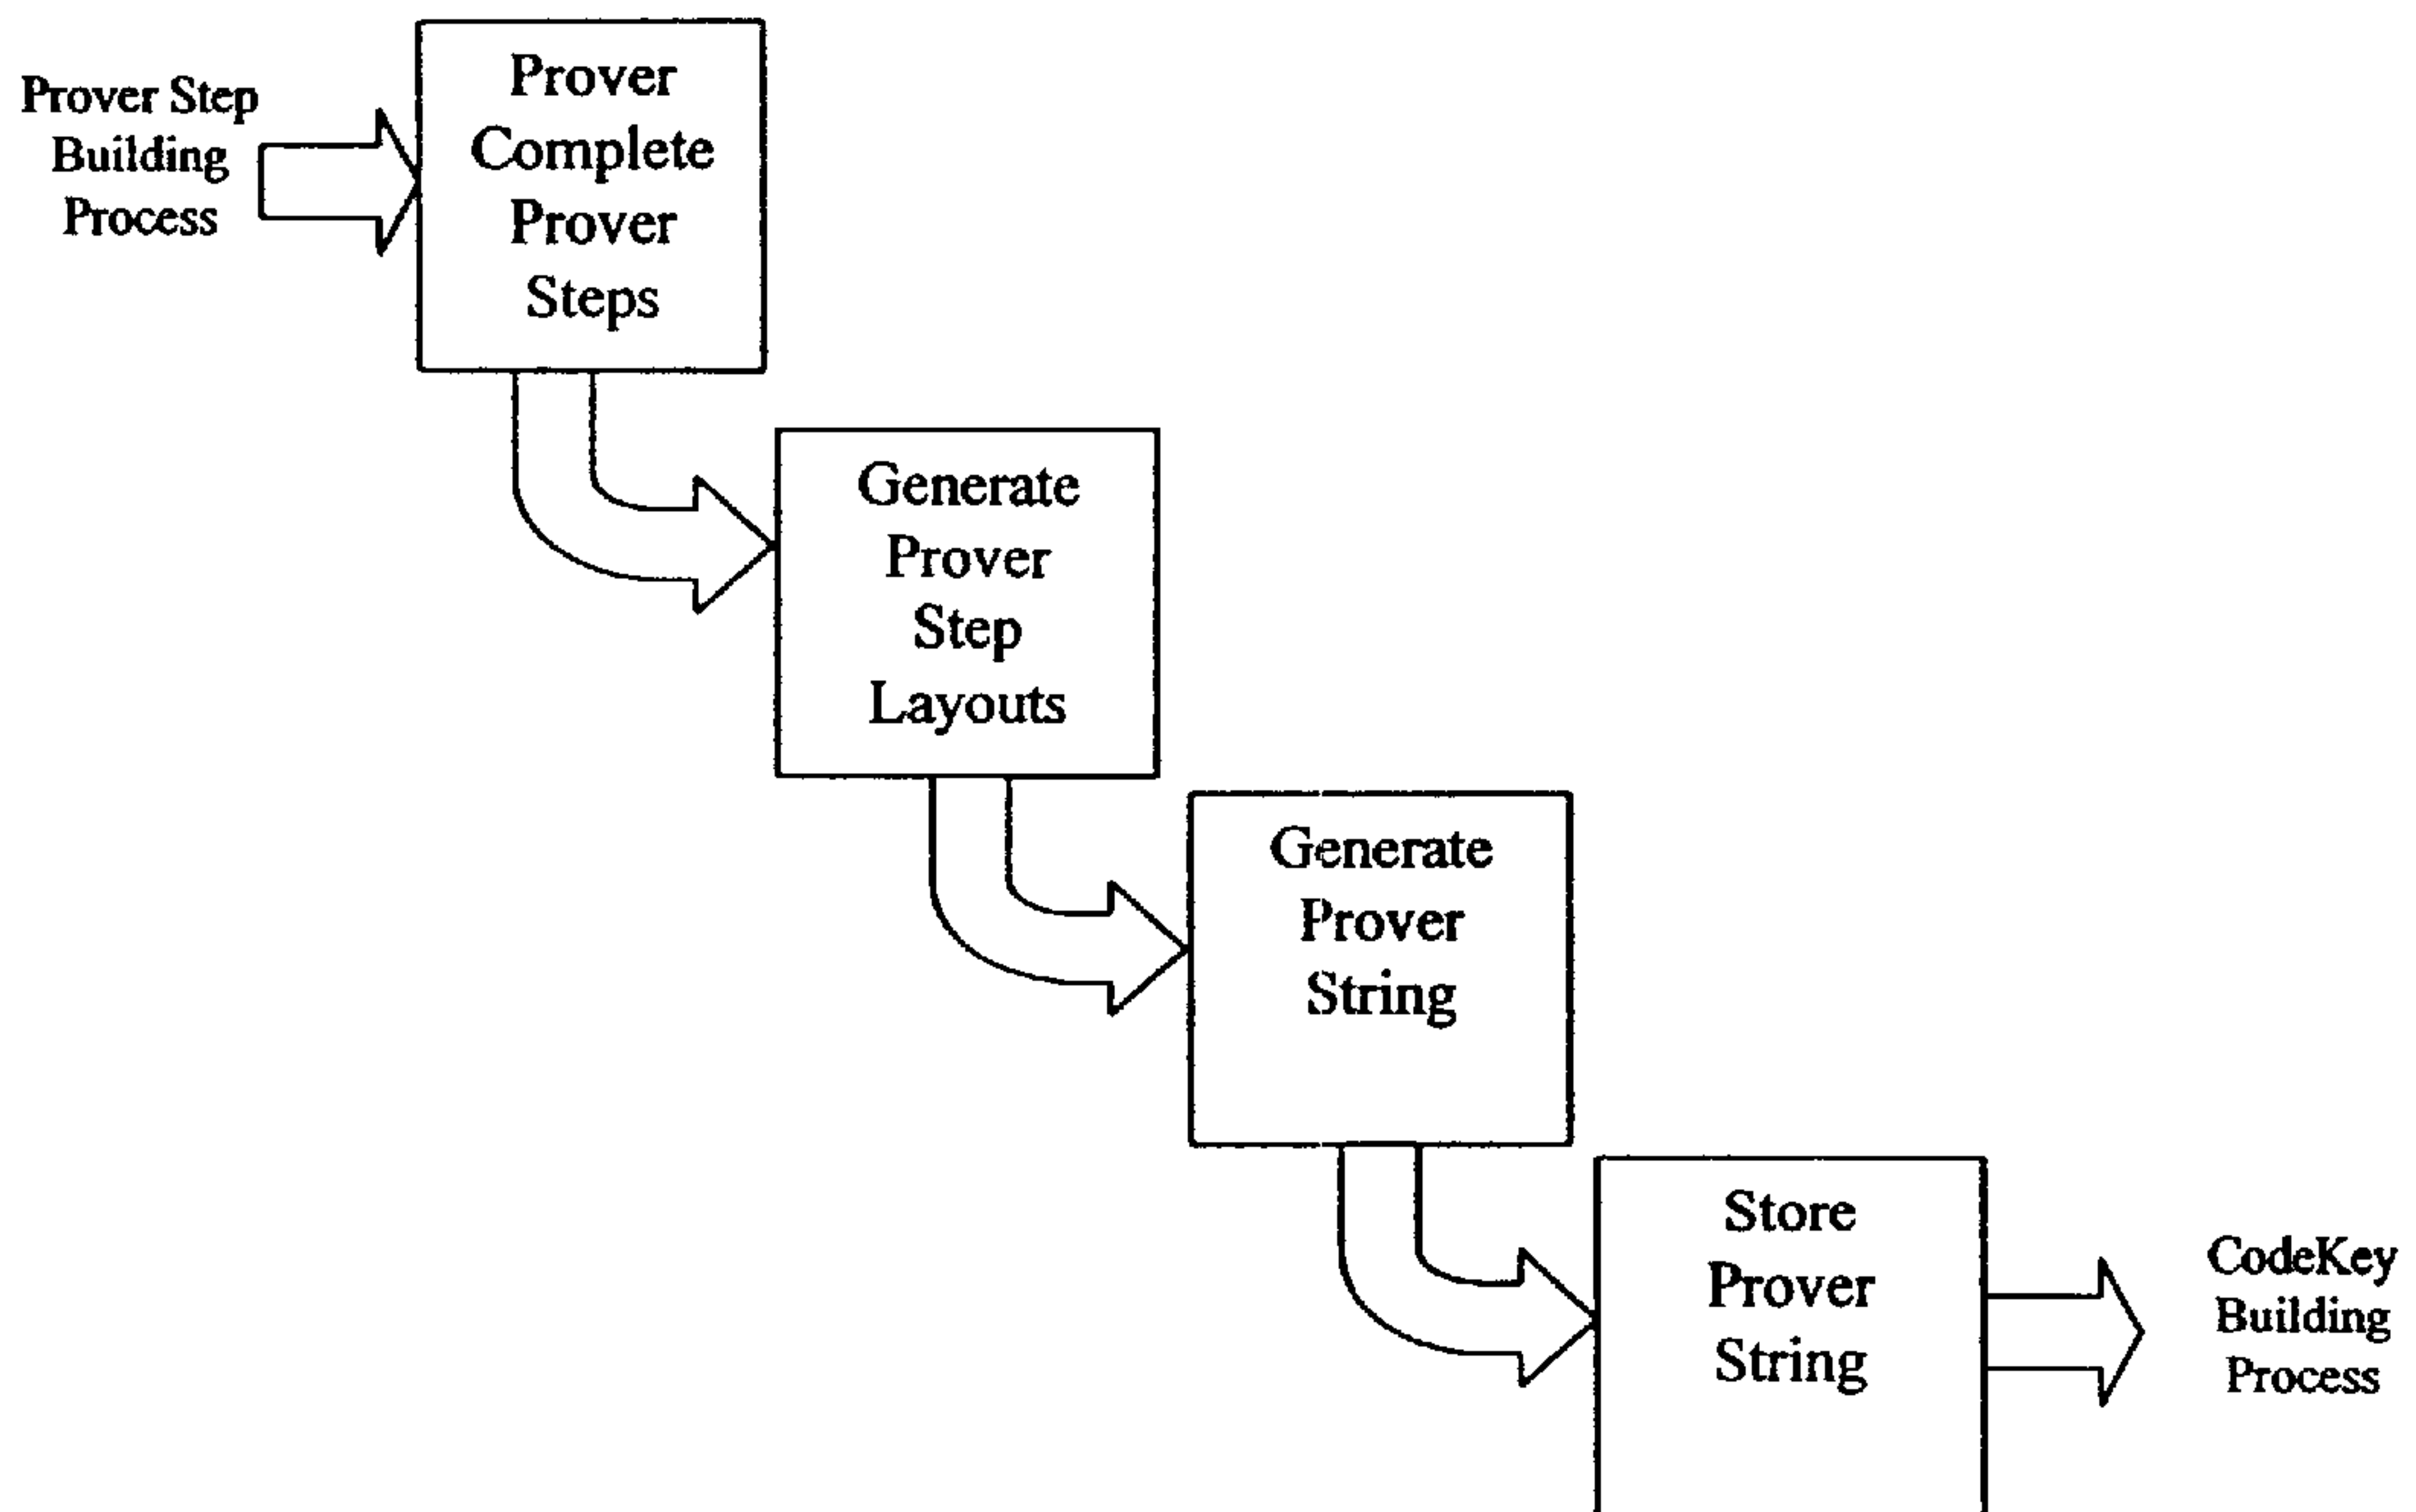 Prover Step
Building
Process
Prover
Complete
Prover
Steps
Generate
Prover
Step
Layouts
Generate
Prover
String
Store
Prover
String
CodeKey
Building
Process